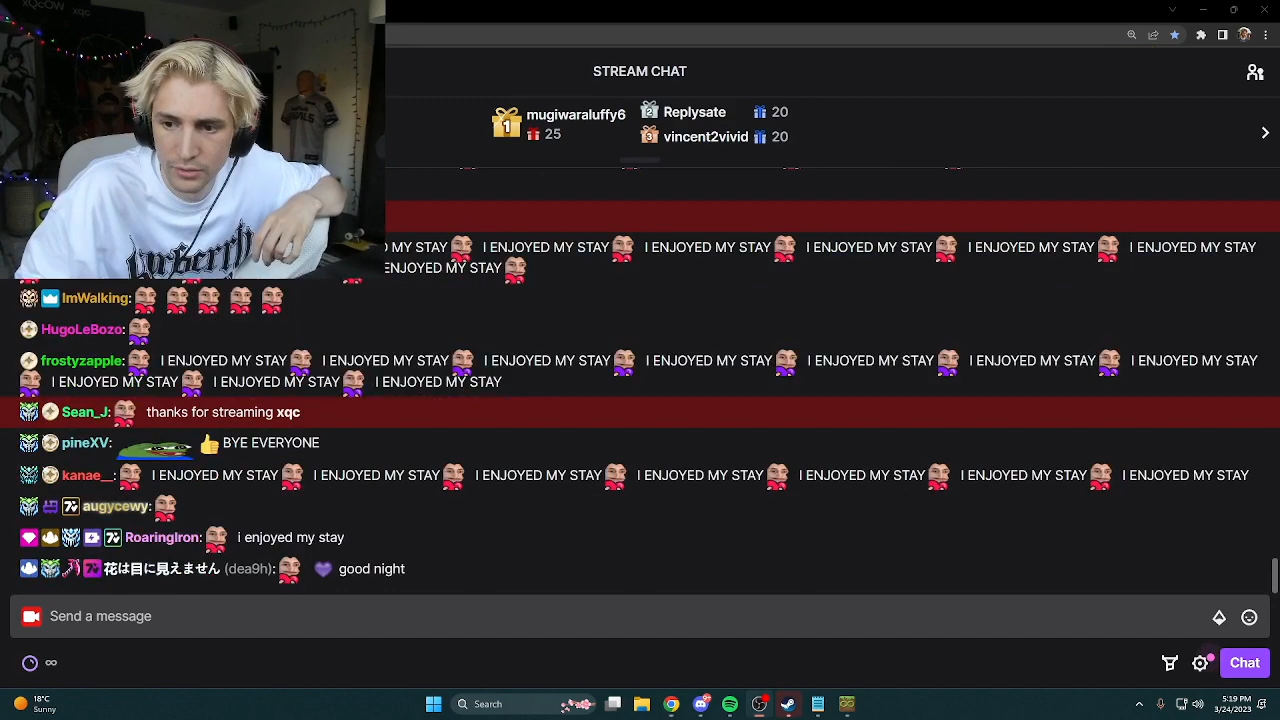 xQcOW xqc
STREAM CHAT
1 mugiwaraluffy6 2 Replysate 20
25 3 vincent2vivid 20
D MY STAY I ENJOYED MY STAY I ENJOYED MY STAY I ENJOYED MY STAY I ENJOYED MY STAY I ENJOYED MY STAY
ENJOYED MY STAY
ImWalking:
HugoLeBozo:
frostyzapple: I ENJOYED MY STAY I ENJOYED MY STAY I ENJOYED MY STAY I ENJOYED MY STAY I ENJOYED MY STAY I ENJOYED MY STAY I ENJOYED MY STAY
I ENJOYED MY STAY I ENJOYED MY STAY I ENJOYED MY STAY
Sean_J: thanks for streaming xqc
pineXV: BYE EVERYONE
kanae__: I ENJOYED MY STAY I ENJOYED MY STAY I ENJOYED MY STAY I ENJOYED MY STAY I ENJOYED MY STAY I ENJOYED MY STAY I ENJOYED MY STAY
augycewy:
RoaringIron: i enjoyed my stay
花は目に見えません (dea9h): good night
Send a message
∞
Chat
18°C
Sunny
Search
5:19 PM
3/24/2023